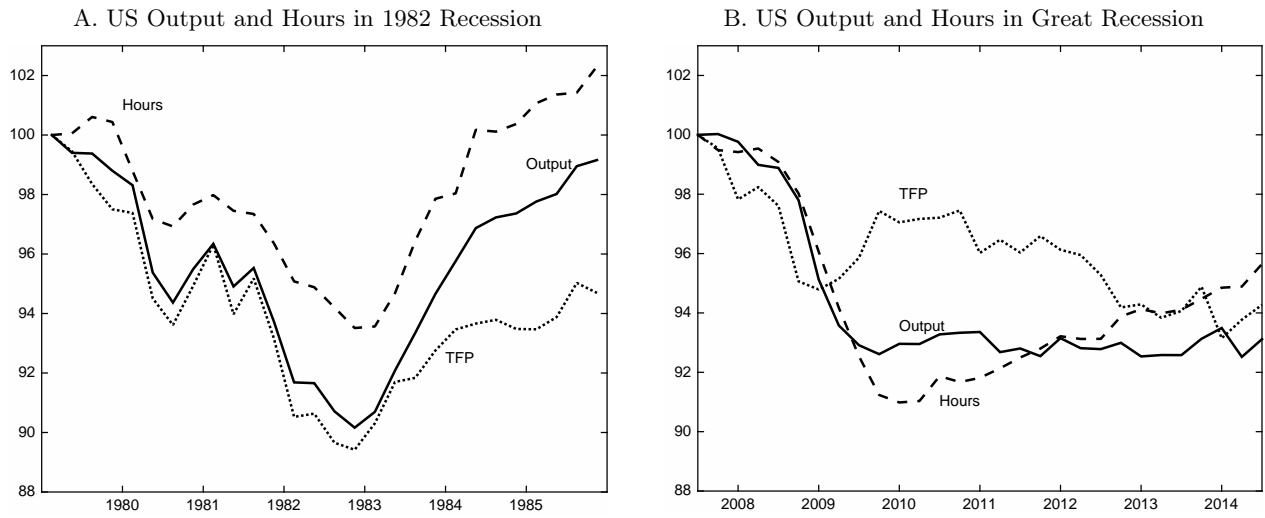 A. US Output and Hours in 1982 Recession
102
100
98
96
94
92
90
88
Hours
Output
TFP
1980 1981 1982 1983 1984 1985
B. US Output and Hours in Great Recession
102
100
98
96
94
92
90
88
TFP
Output
Hours
2008 2009 2010 2011 2012 2013 2014